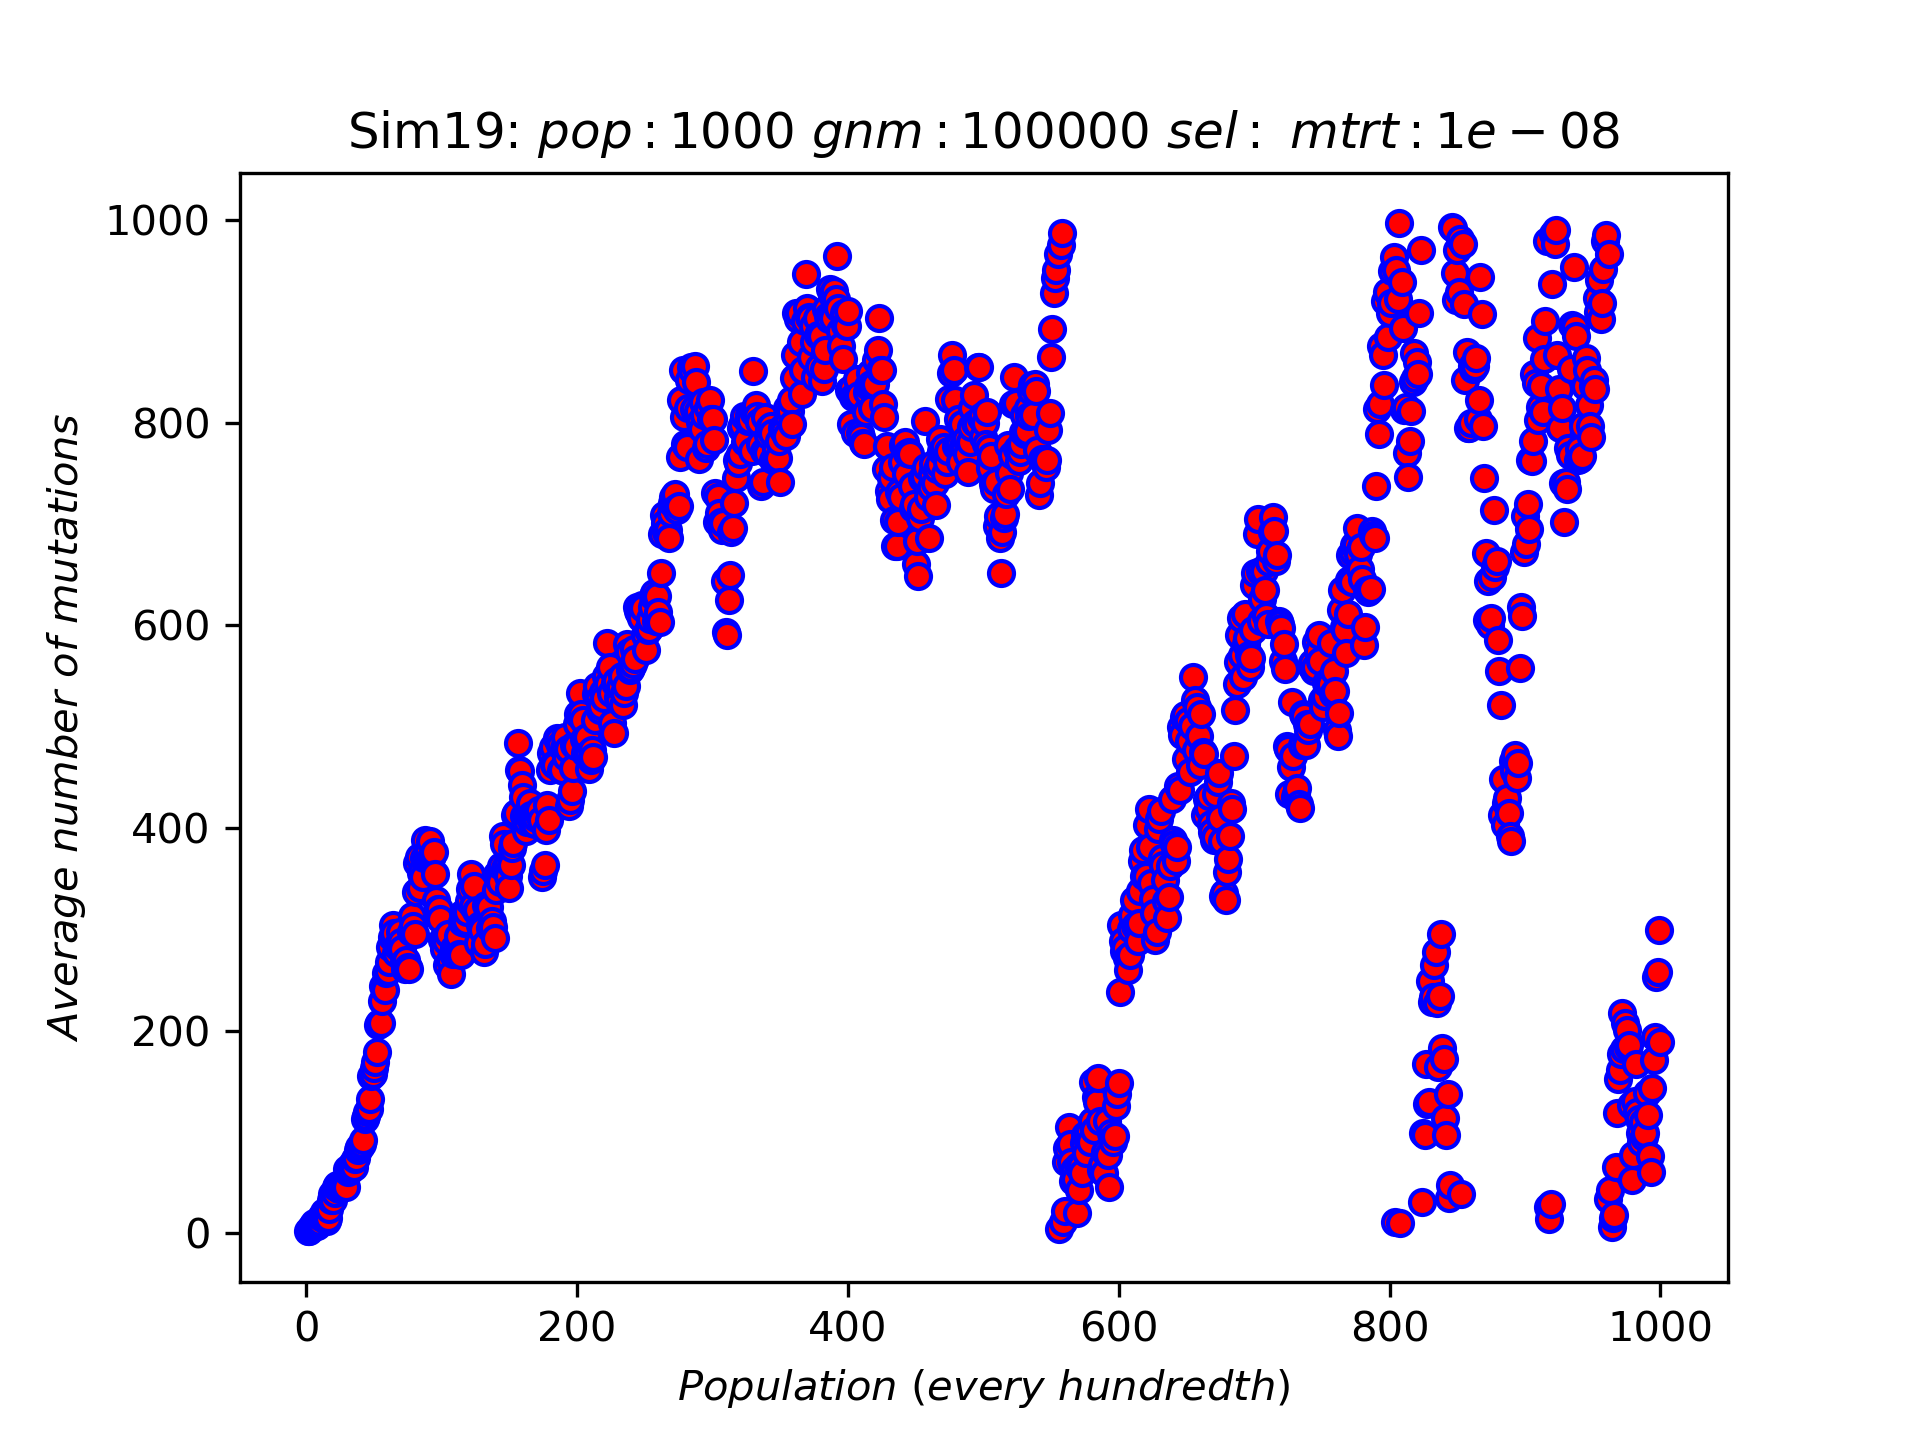 Sim19: pop : 1000 gnm : 100000 sel : mtrt : 1e − 08
Average number of mutations
1000
800
600
400
200
0
0 200 400 600 800 1000
Population (every hundredth)